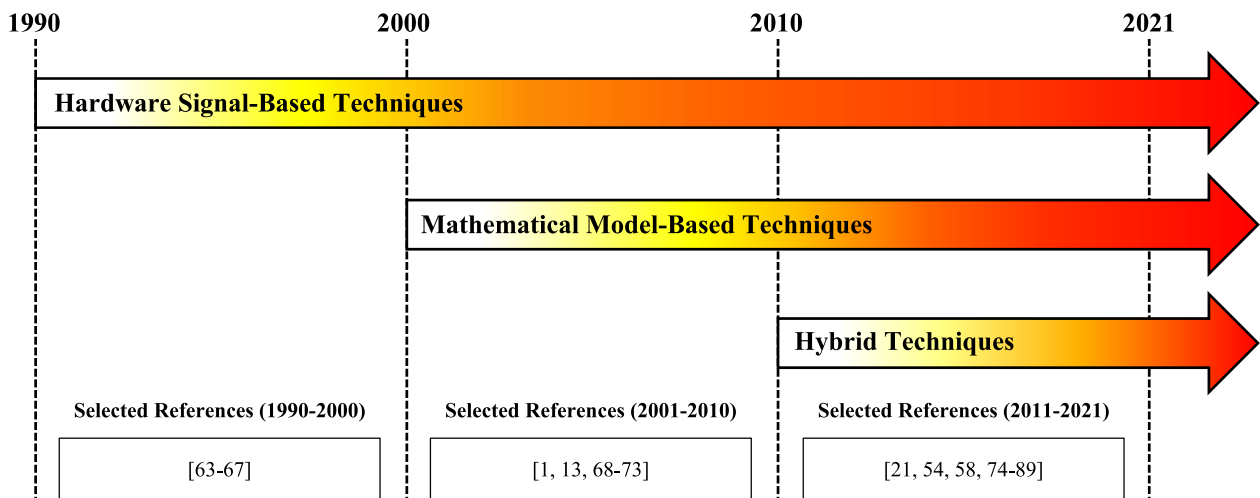 1990 2000 2010 2021
Hardware Signal-Based Techniques
Mathematical Model-Based Techniques
Hybrid Techniques
Selected References (1990-2000) Selected References (2001-2010) Selected References (2011-2021)
[63-67] [1, 13, 68-73] [21, 54, 58, 74-89]